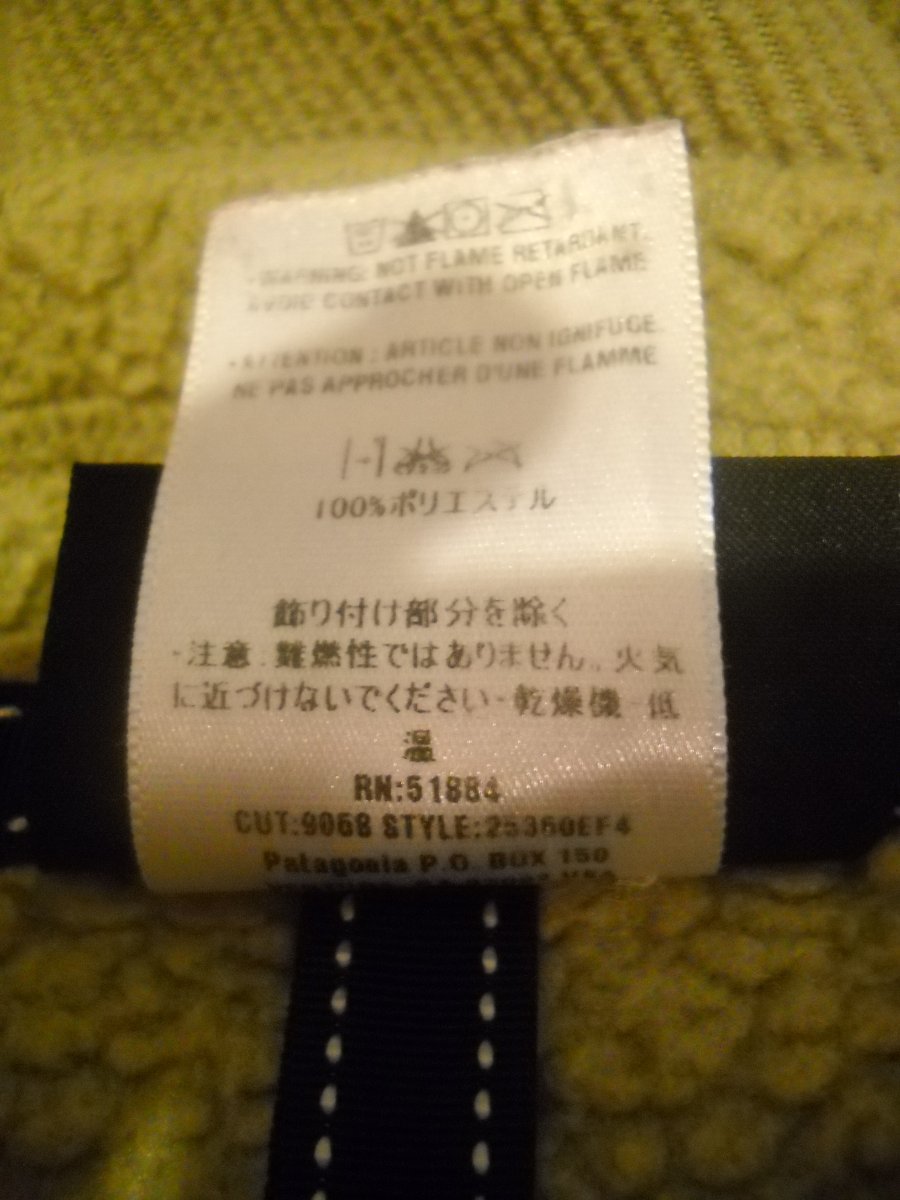 • WARNING: NOT FLAME RETARDANT.
AVOID CONTACT WITH OPEN FLAME
• ATTENTION : ARTICLE NON IGNIFUGE.
NE PAS APPROCHER D'UNE FLAMME
100%ポリエステル
飾り付け部分を除く
・注意．難燃性ではありません。火気
に近づけないでください・乾燥機・低
温
RN:51884
CUT:9068 STYLE:25360EF4
Patagonia P.O. BOX 150